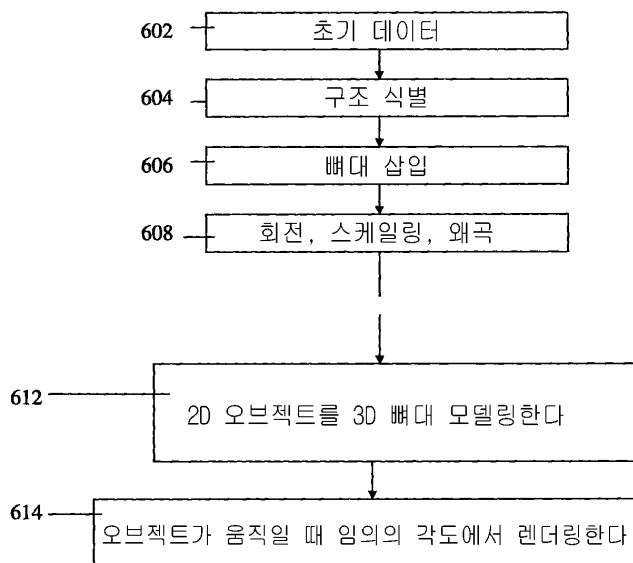 602 초기 데이터
604 구조 식별
606 뼈대 삽입
608 회전, 스케일링, 왜곡
612 2D 오브젝트를 3D 뼈대 모델링한다
614 오브젝트가 움직일 때 임의의 각도에서 렌더링한다